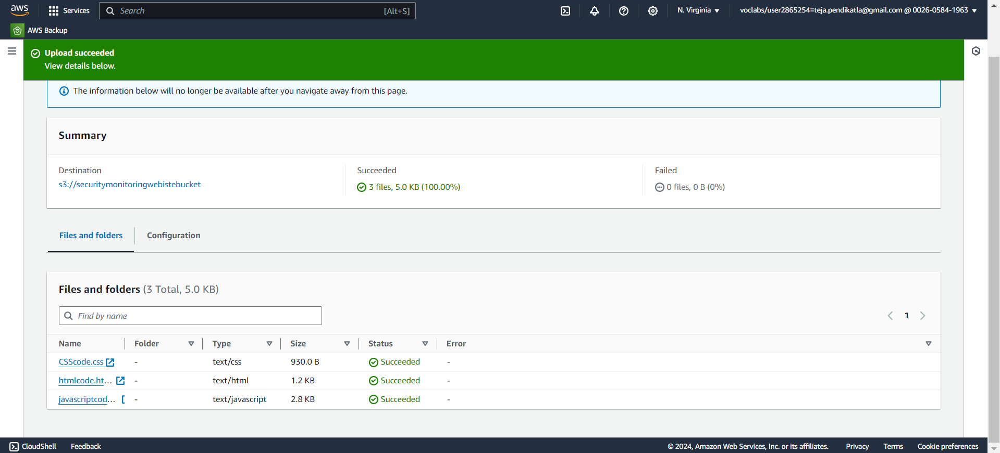 aws Services Search [Alt+S] N. Virginia voclabs/user2865254=teja.pendikatla@gmail.com @ 0026-0584-1963
AWS Backup
Upload succeeded
View details below.
The information below will no longer be available after you navigate away from this page.
Summary
Destination Succeeded Failed
s3://securitymonitoringwebistebucket 3 files, 5.0 KB (100.00%) 0 files, 0 B (0%)
Files and folders Configuration
Files and folders (3 Total, 5.0 KB)
Find by name 1
Name Folder Type Size Status Error
CSScode.css - text/css 930.0 B Succeeded -
htmlcode.ht... - text/html 1.2 KB Succeeded -
javascriptcod... - text/javascript 2.8 KB Succeeded -
CloudShell Feedback © 2024, Amazon Web Services, Inc. or its affiliates. Privacy Terms Cookie preferences